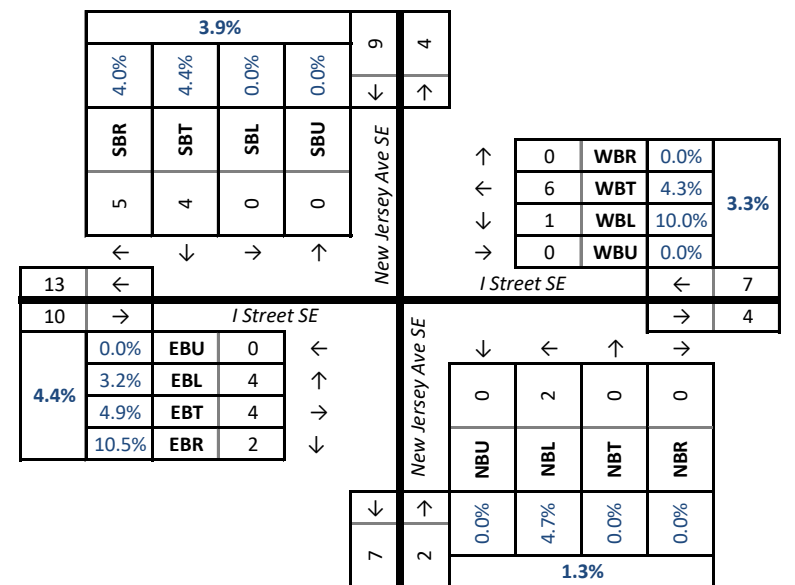 3.9%
9 4
4.0% 4.4% 0.0% 0.0%
↓ ↑
SBR SBT SBL SBU
5 4 0 0
← ↓ → ↑
New Jersey Ave SE
↑ 0 WBR 0.0%
← 6 WBT 4.3%
↓ 1 WBL 10.0%
→ 0 WBU 0.0%
3.3%
13 ←
I Street SE
← 7
10 →
I Street SE
→ 4
4.4%
0.0% EBU 0 ←
3.2% EBL 4 ↑
4.9% EBT 4 →
10.5% EBR 2 ↓
New Jersey Ave SE
↓ ← ↑ →
0 2 0 0
NBU NBL NBT NBR
↓ ↑
0.0% 4.7% 0.0% 0.0%
7 2
1.3%